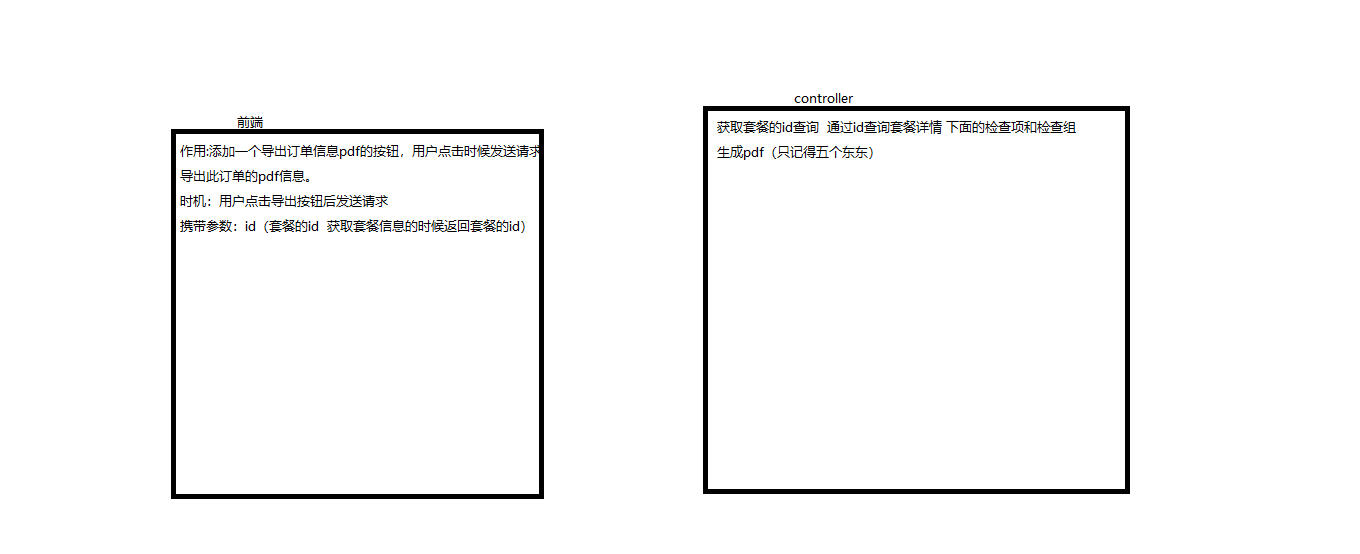 前端
作用:添加一个导出订单信息pdf的按钮，用户点击时候发送请求
导出此订单的pdf信息。
时机：用户点击导出按钮后发送请求
携带参数：id（套餐的id  获取套餐信息的时候返回套餐的id）
controller
获取套餐的id查询  通过id查询套餐详情 下面的检查项和检查组
生成pdf（只记得五个东东）